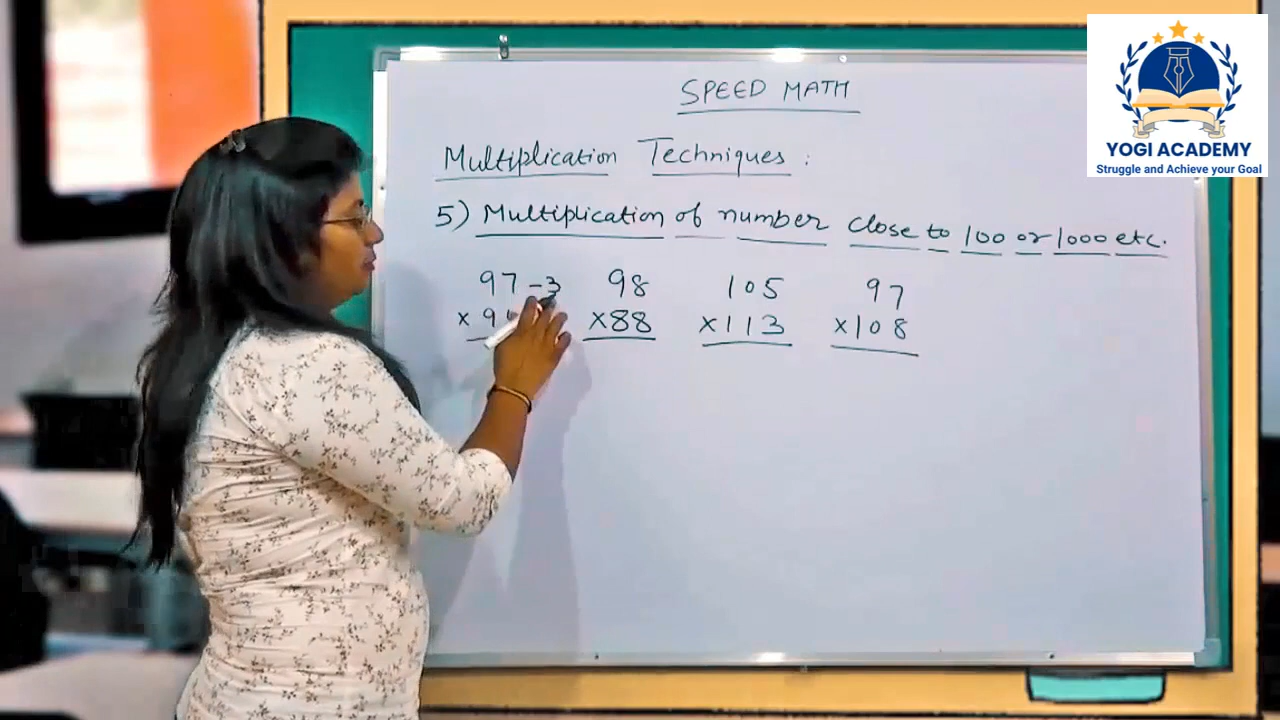 SPEED MATH
YOGI ACADEMY
Struggle and Achieve your Goal
Multiplication Techniques :
5) Multiplication of number close to 100 or 1000 etc.
97 -3 98 105 97
x 9 x88 x113 x108